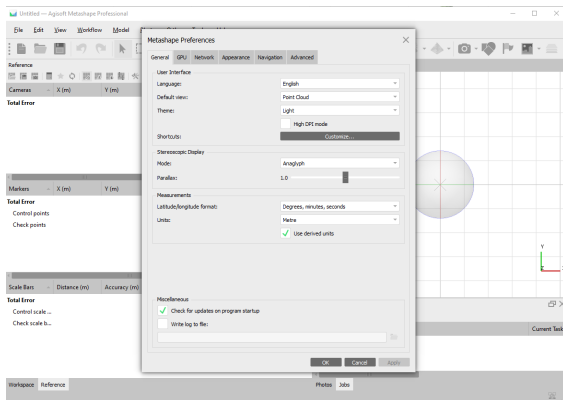 Untitled — Agisoft Metashape Professional
File Edit View Workflow Model
Metashape Preferences
General GPU Network Appearance Navigation Advanced
Reference
User Interface
Language: English
Cameras X (m) Y (m)
Default view: Point Cloud
Total Error
Theme: Light
High DPI mode
Shortcuts: Customize...
Stereoscopic Display
Mode: Anaglyph
Parallax: 1.0
Markers X (m) Y (m)
Measurements
Total Error
Latitude/longitude format: Degrees, minutes, seconds
Control points
Units: Metre
Check points
Use derived units
Y
Scale Bars Distance (m) Accuracy (m)
Total Error
Miscellaneous
Control scale ...
Check for updates on program startup
Check scale b...
Write log to file:
Current Task
OK Cancel Apply
Workspace Reference
Photos Jobs